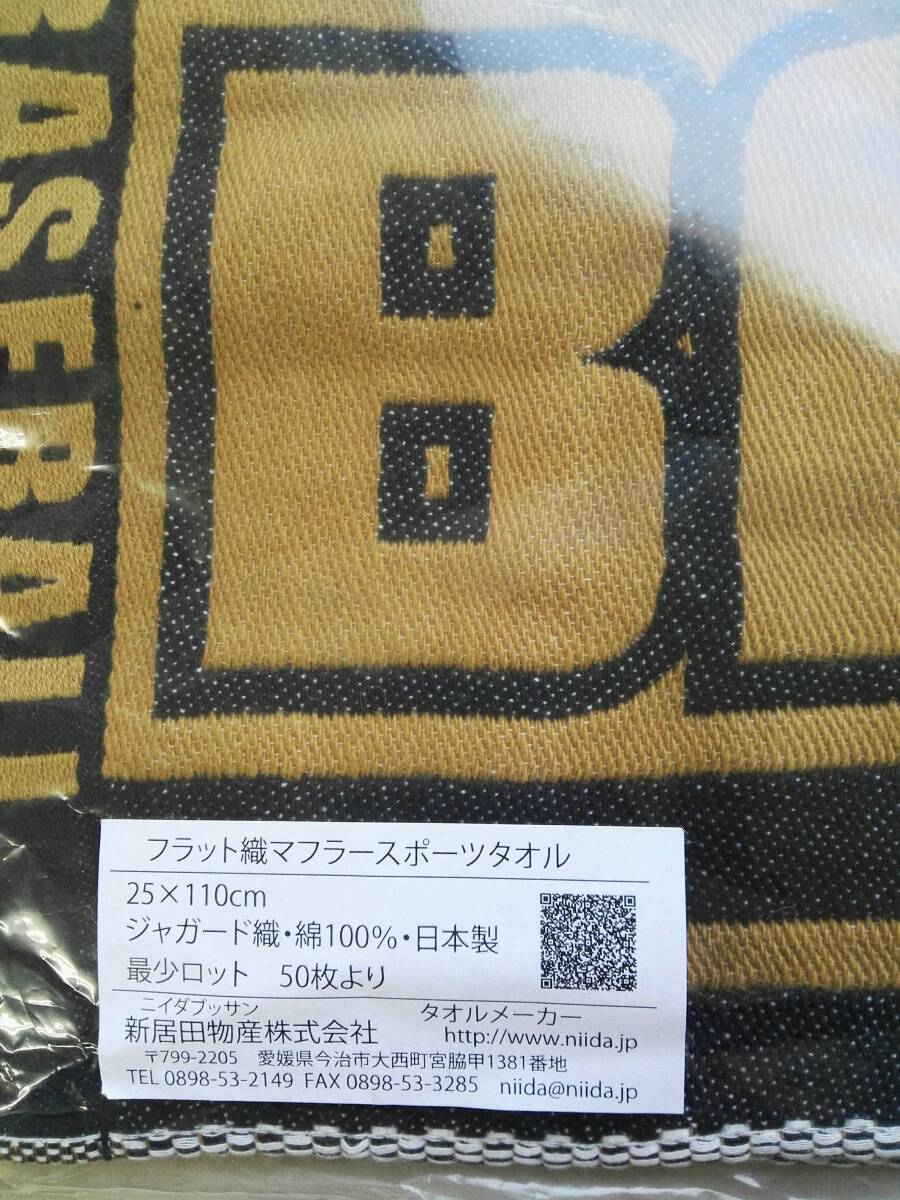 BASEBALL
B
フラット織マフラースポーツタオル
25×110cm
ジャガード織・綿100%・日本製
最少ロット 50枚より
ニイダブッサン
新居田物産株式会社
タオルメーカー
http://www.niida.jp
〒799-2205 愛媛県今治市大西町宮脇甲1381番地
TEL 0898-53-2149 FAX 0898-53-3285 niida@niida.jp